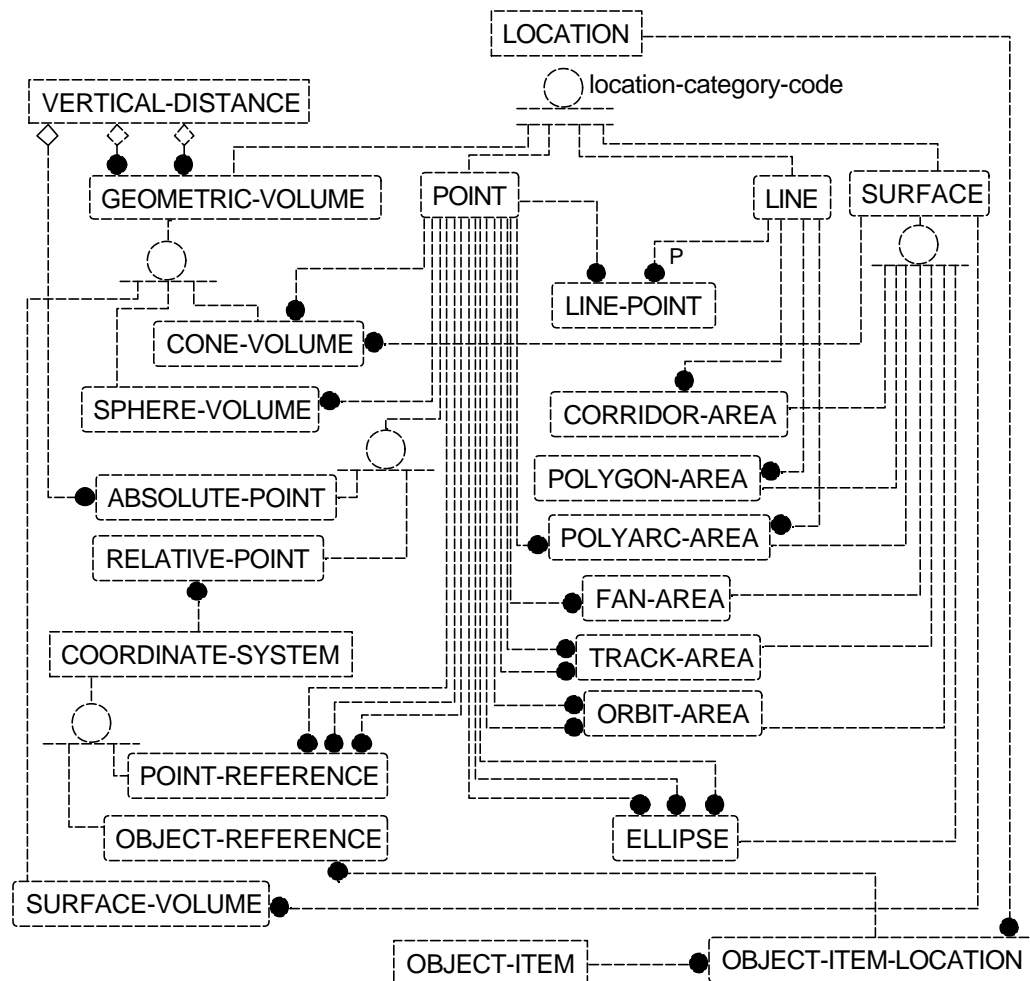 LOCATION
location-category-code
VERTICAL-DISTANCE
GEOMETRIC-VOLUME
POINT
LINE
SURFACE
P
LINE-POINT
CONE-VOLUME
SPHERE-VOLUME
CORRIDOR-AREA
POLYGON-AREA
ABSOLUTE-POINT
POLYARC-AREA
RELATIVE-POINT
FAN-AREA
COORDINATE-SYSTEM
TRACK-AREA
ORBIT-AREA
POINT-REFERENCE
OBJECT-REFERENCE
ELLIPSE
SURFACE-VOLUME
OBJECT-ITEM
OBJECT-ITEM-LOCATION